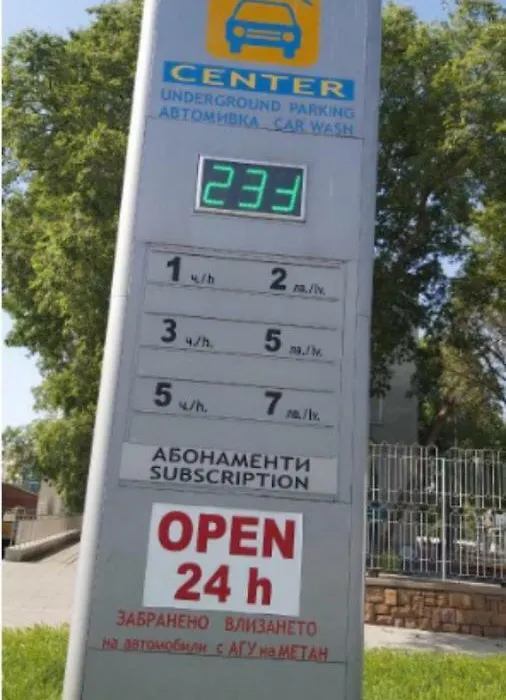 CENTER
UNDERGROUND PARKING
АВТОМИВКА CAR WASH
233
1 ч./h 2 лв./lv.
3 ч./h. 5 лв./lv.
5 ч./h. 7 лв./lv.
АБОНАМЕНТИ
SUBSCRIPTION
OPEN
24 h
ЗАБРАНЕНО ВЛИЗАНЕТО
на автомобили с АГУ на МЕТАН